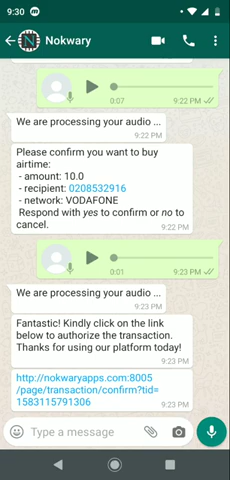 9:30
Nokwary
0:07
9:22 PM
We are processing your audio ...
9:22 PM
Please confirm you want to buy
airtime:
- amount: 10.0
- recipient: 0208532916
- network: VODAFONE
Respond with yes to confirm or no to
cancel.
9:22 PM
0:01
9:23 PM
We are processing your audio ...
9:23 PM
Fantastic! Kindly click on the link
below to authorize the transaction.
Thanks for using our platform today!
9:23 PM
http://nokwaryapps.com:8005
/page/transaction/confirm?tid=
1583115791306
9:23 PM
Type a message